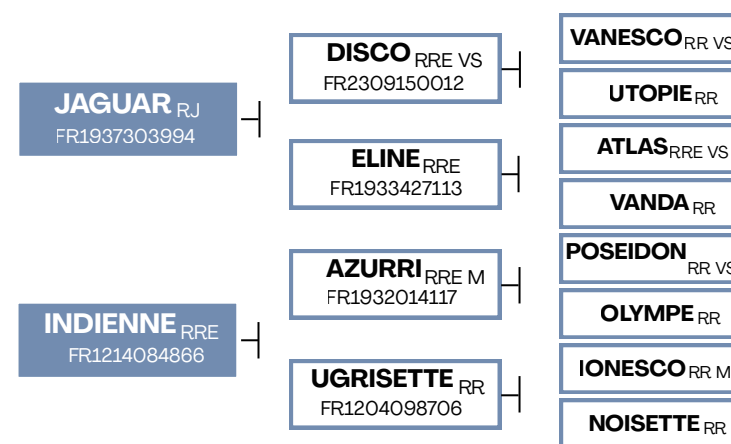 JAGUAR RJ
FR1937303994
DISCO RRE VS
FR2309150012
VANESCO RR VS
UTOPIE RR
ELINE RRE
FR1933427113
ATLAS RRE VS
VANDA RR
INDIENNE RRE
FR1214084866
AZURRI RRE M
FR1932014117
POSEIDON
RR VS
OLYMPE RR
UGRISETTE RR
FR1204098706
IONESCO RR M
NOISETTE RR